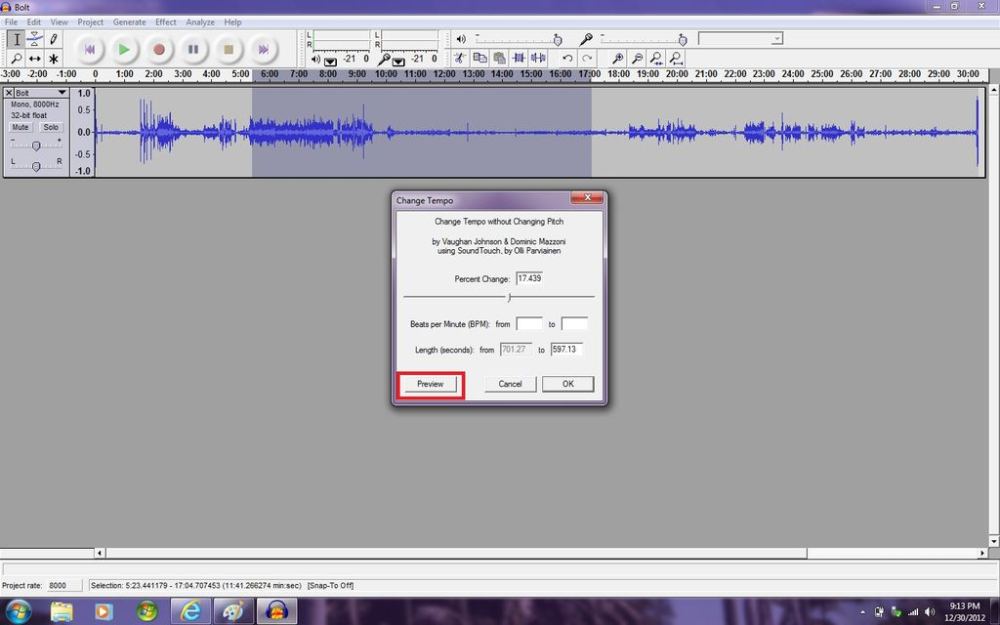 Bolt
File Edit View Project Generate Effect Analyze Help
L
R
L
R
-21 0
-21 0
-3:00 -2:00 -1:00 0 1:00 2:00 3:00 4:00 5:00 6:00 7:00 8:00 9:00 10:00 11:00 12:00 13:00 14:00 15:00 16:00 17:00 18:00 19:00 20:00 21:00 22:00 23:00 24:00 25:00 26:00 27:00 28:00 29:00 30:00
Bolt
Mono, 8000Hz
32-bit float
Mute Solo
- +
L R
1.0
0.5
0.0
-0.5
-1.0
Change Tempo
Change Tempo without Changing Pitch
by Vaughan Johnson & Dominic Mazzoni
using SoundTouch, by Olli Parviainen
Percent Change: 17.439
Beats per Minute (BPM): from to
Length (seconds): from 701.27 to 597.13
Preview Cancel OK
Project rate: 8000 Selection: 5:23.441179 - 17:04.707453 (11:41.266274 min:sec) [Snap-To Off]
9:13 PM
12/30/2012